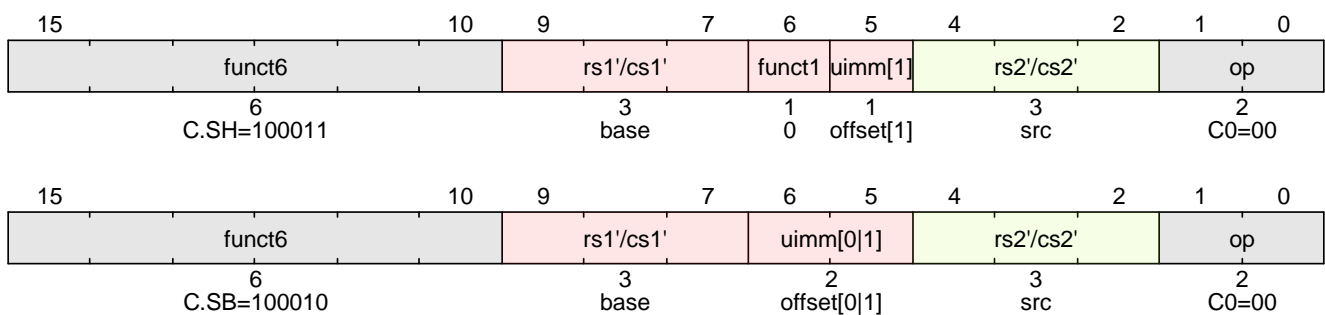 15 10 9 7 6 5 4 2 1 0
funct6 rs1'/cs1' funct1 uimm[1] rs2'/cs2' op
6 3 1 1 3 2
C.SH=100011 base 0 offset[1] src C0=00
15 10 9 7 6 5 4 2 1 0
funct6 rs1'/cs1' uimm[0|1] rs2'/cs2' op
6 3 2 3 2
C.SB=100010 base offset[0|1] src C0=00